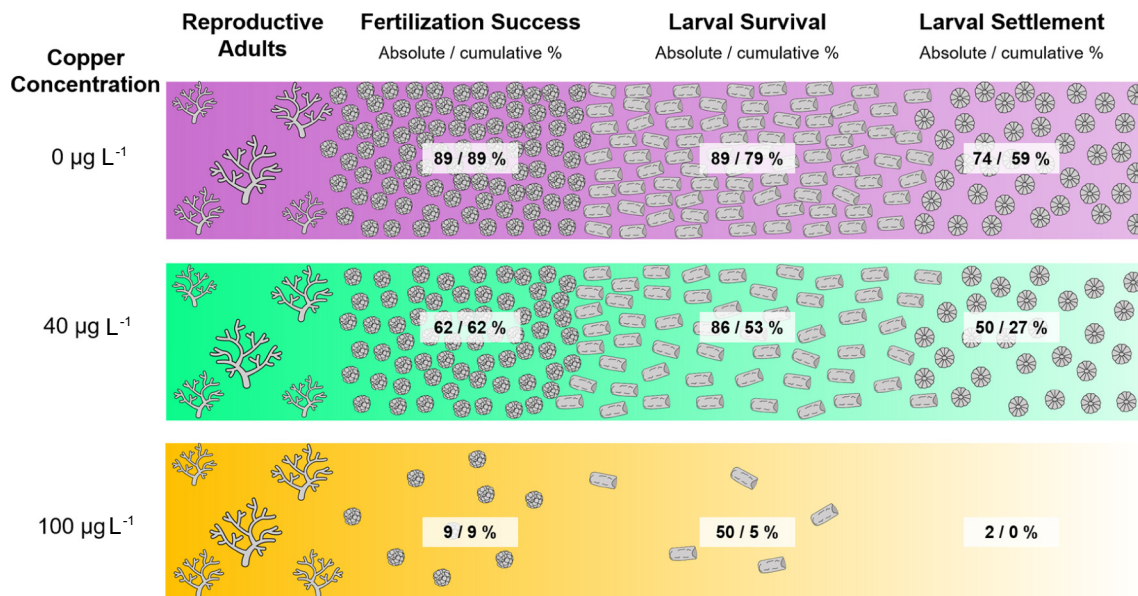 Reproductive Adults
Fertilization Success
Absolute / cumulative %
Larval Survival
Absolute / cumulative %
Larval Settlement
Absolute / cumulative %
Copper
Concentration
0 µg L⁻¹
89 / 89 %
89 / 79 %
74 / 59 %
40 µg L⁻¹
62 / 62 %
86 / 53 %
50 / 27 %
100 µg L⁻¹
9 / 9 %
50 / 5 %
2 / 0 %